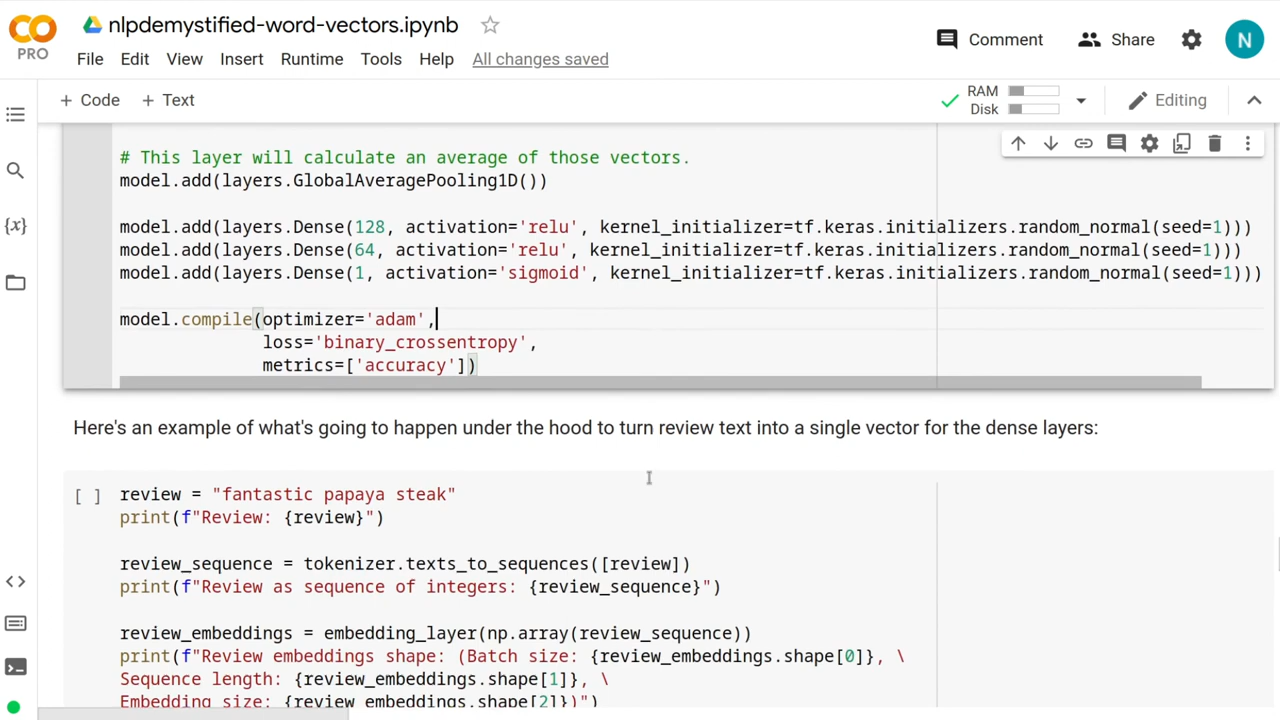 nlpdemystified-word-vectors.ipynb
PRO
File Edit View Insert Runtime Tools Help All changes saved
Comment Share N
+ Code + Text
RAM
Disk
Editing
# This layer will calculate an average of those vectors.
model.add(layers.GlobalAveragePooling1D())
model.add(layers.Dense(128, activation='relu', kernel_initializer=tf.keras.initializers.random_normal(seed=1)))
model.add(layers.Dense(64, activation='relu', kernel_initializer=tf.keras.initializers.random_normal(seed=1)))
model.add(layers.Dense(1, activation='sigmoid', kernel_initializer=tf.keras.initializers.random_normal(seed=1)))
model.compile(optimizer='adam',
loss='binary_crossentropy',
metrics=['accuracy'])
Here's an example of what's going to happen under the hood to turn review text into a single vector for the dense layers:
[ ] review = "fantastic papaya steak"
print(f"Review: {review}")
review_sequence = tokenizer.texts_to_sequences([review])
print(f"Review as sequence of integers: {review_sequence}")
review_embeddings = embedding_layer(np.array(review_sequence))
print(f"Review embeddings shape: (Batch size: {review_embeddings.shape[0]}, \
Sequence length: {review_embeddings.shape[1]}, \
Embedding size: {review_embeddings.shape[2]})")